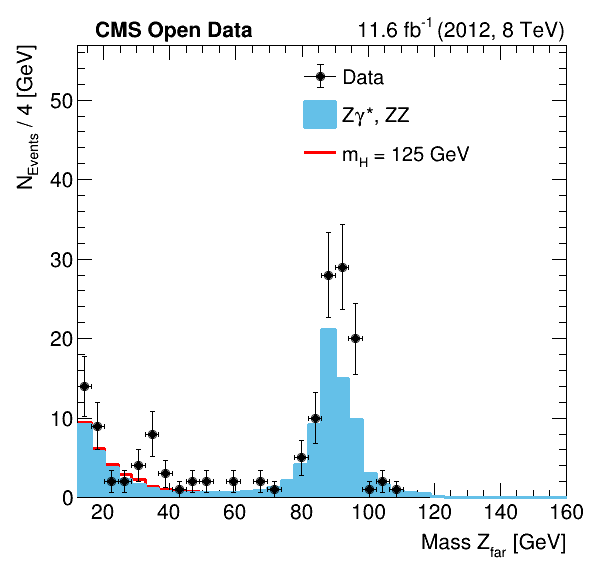 CMS Open Data
11.6 fb⁻¹ (2012, 8 TeV)
N_Events / 4 [GeV]
50
40
30
20
10
0
Data
Zγ*, ZZ
m_H = 125 GeV
20 40 60 80 100 120 140 160
Mass Z_far [GeV]